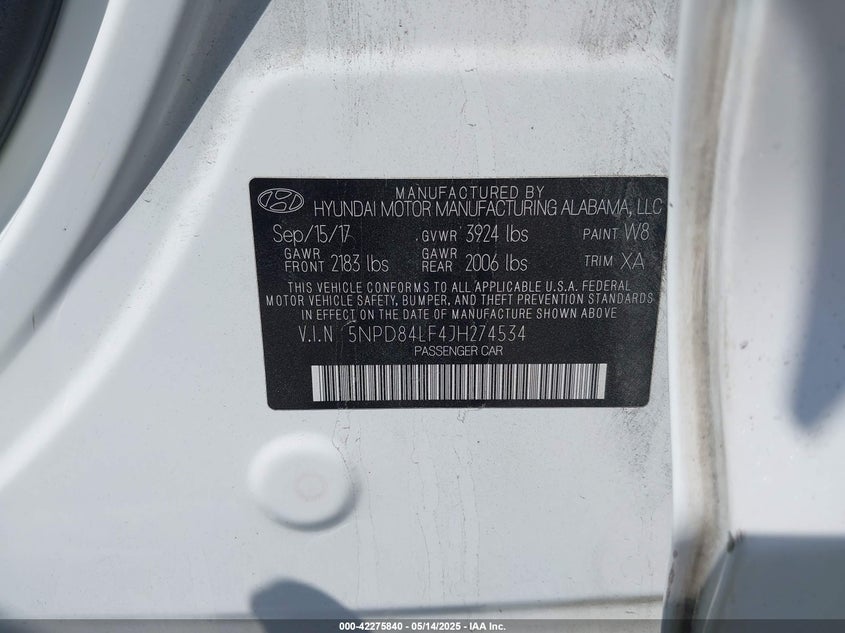 MANUFACTURED BY
HYUNDAI MOTOR MANUFACTURING ALABAMA, LLC
Sep/15/17 GVWR 3924 lbs PAINT W8
GAWR FRONT 2183 lbs GAWR REAR 2006 lbs TRIM XA
THIS VEHICLE CONFORMS TO ALL APPLICABLE U.S.A. FEDERAL
MOTOR VEHICLE SAFETY, BUMPER, AND THEFT PREVENTION STANDARDS
IN EFFECT ON THE DATE OF MANUFACTURE SHOWN ABOVE
V.I.N 5NPD84LF4JH274534
PASSENGER CAR
000-42275840 - 05/14/2025 - IAA Inc.